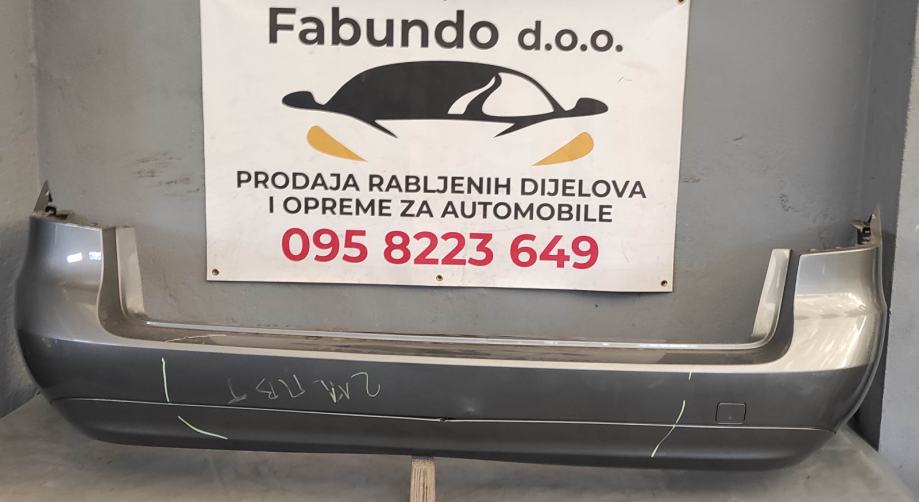 Fabundo d.o.o.
PRODAJA RABLJENIH DIJELOVA
I OPREME ZA AUTOMOBILE
095 8223 649